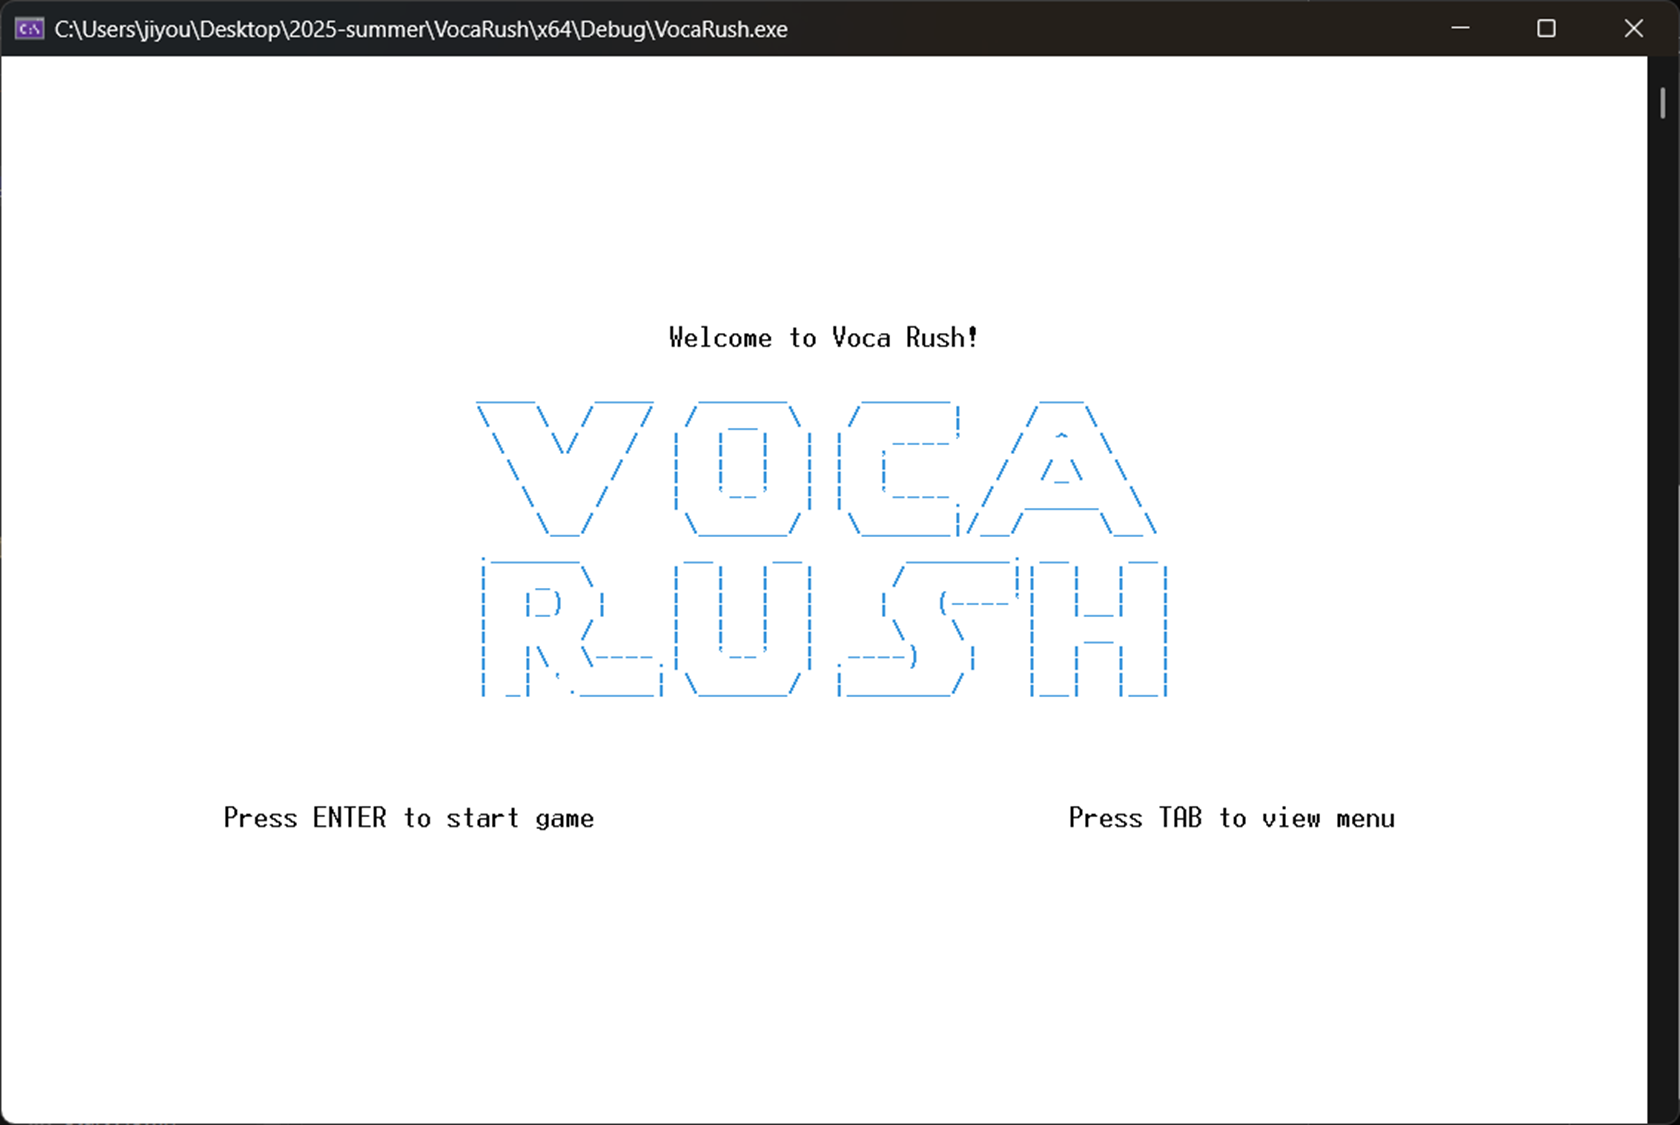 C:\Users\jiyou\Desktop\2025-summer\VocaRush\x64\Debug\VocaRush.exe
Welcome to Voca Rush!
VOCA
RUSH
Press ENTER to start game
Press TAB to view menu